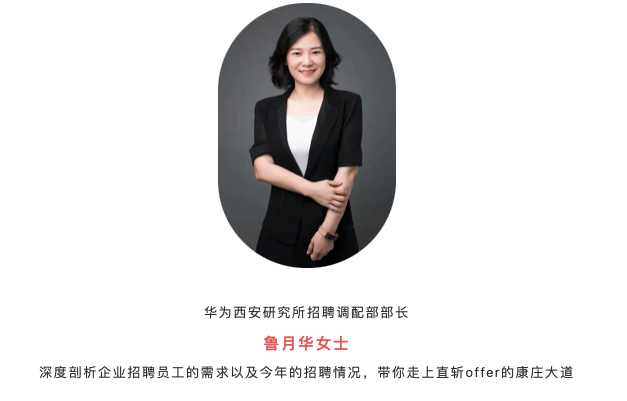 华为西安研究所招聘调配部部长
鲁月华女士
深度剖析企业招聘员工的需求以及今年的招聘情况，带你走上直斩offer的康庄大道